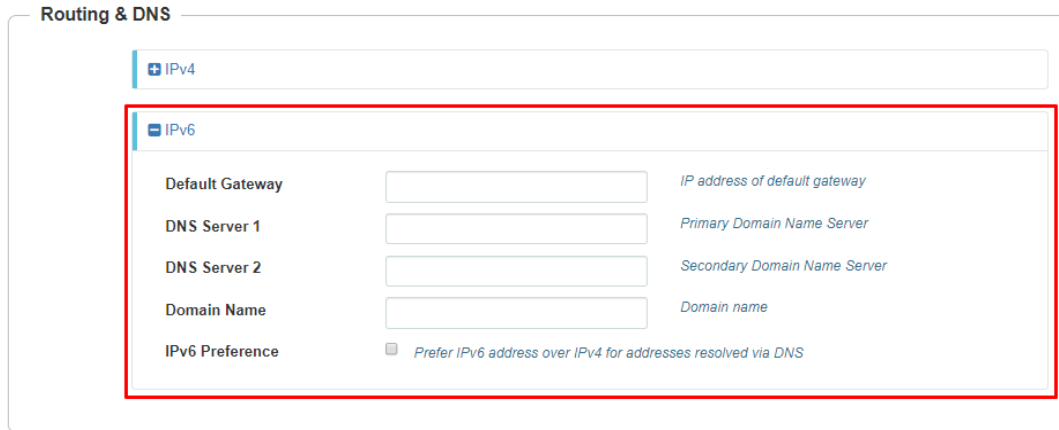 Routing & DNS
IPv4
IPv6
Default Gateway IP address of default gateway
DNS Server 1 Primary Domain Name Server
DNS Server 2 Secondary Domain Name Server
Domain Name Domain name
IPv6 Preference Prefer IPv6 address over IPv4 for addresses resolved via DNS